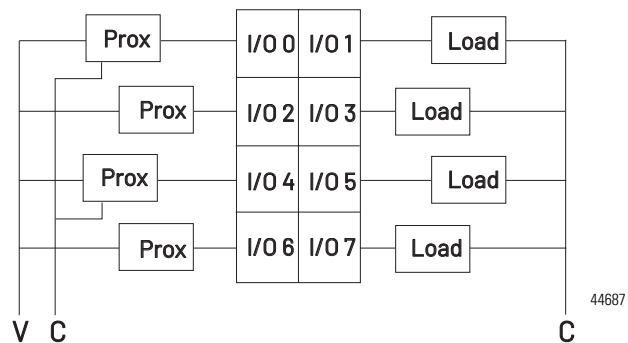 Prox I/O 0 I/O 1 Load
Prox I/O 2 I/O 3 Load
Prox I/O 4 I/O 5 Load
Prox I/O 6 I/O 7 Load
44687
V C C